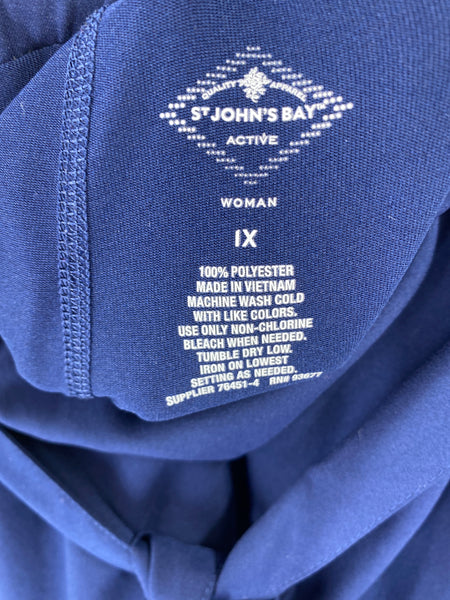 QUALITY APPAREL
ST JOHN'S BAY
ACTIVE
WOMAN
1X
100% POLYESTER
MADE IN VIETNAM
MACHINE WASH COLD
WITH LIKE COLORS.
USE ONLY NON-CHLORINE
BLEACH WHEN NEEDED.
TUMBLE DRY LOW.
IRON ON LOWEST
SETTING AS NEEDED.
SUPPLIER 76451-4 RN# 93677